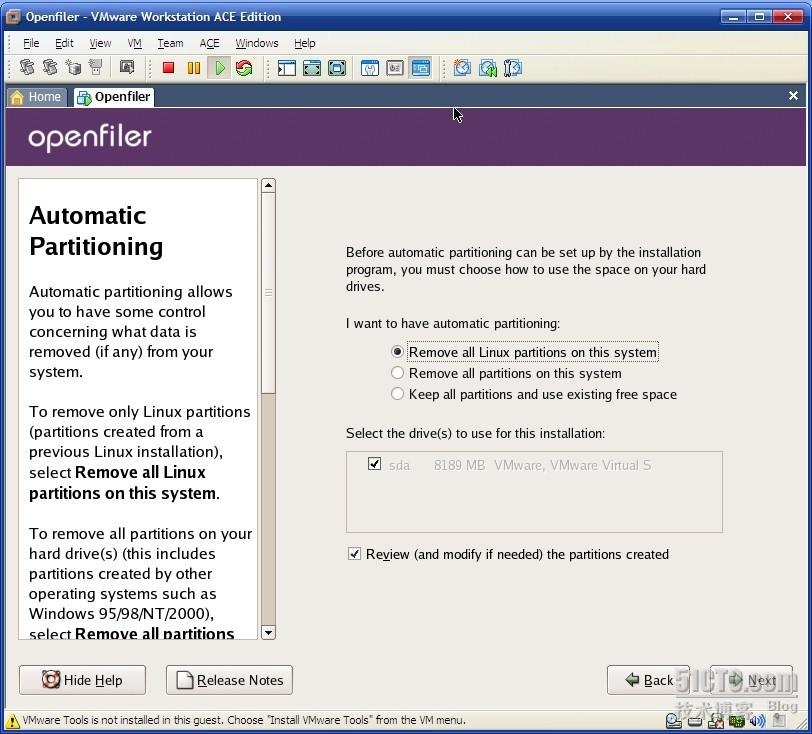 Openfiler - VMware Workstation ACE Edition
File Edit View VM Team ACE Windows Help
Home Openfiler
openfiler
Automatic
Partitioning
Automatic partitioning allows
you to have some control
concerning what data is
removed (if any) from your
system.
To remove only Linux partitions
(partitions created from a
previous Linux installation),
select Remove all Linux
partitions on this system.
To remove all partitions on your
hard drive(s) (this includes
partitions created by other
operating systems such as
Windows 95/98/NT/2000),
select Remove all partitions
Before automatic partitioning can be set up by the installation
program, you must choose how to use the space on your hard
drives.
I want to have automatic partitioning:
Remove all Linux partitions on this system
Remove all partitions on this system
Keep all partitions and use existing free space
Select the drive(s) to use for this installation:
sda 8189 MB VMware, VMware Virtual S
Review (and modify if needed) the partitions created
Hide Help Release Notes Back Next
51CTO.com
技术博客 Blog
VMware Tools is not installed in this guest. Choose "Install VMware Tools" from the VM menu.